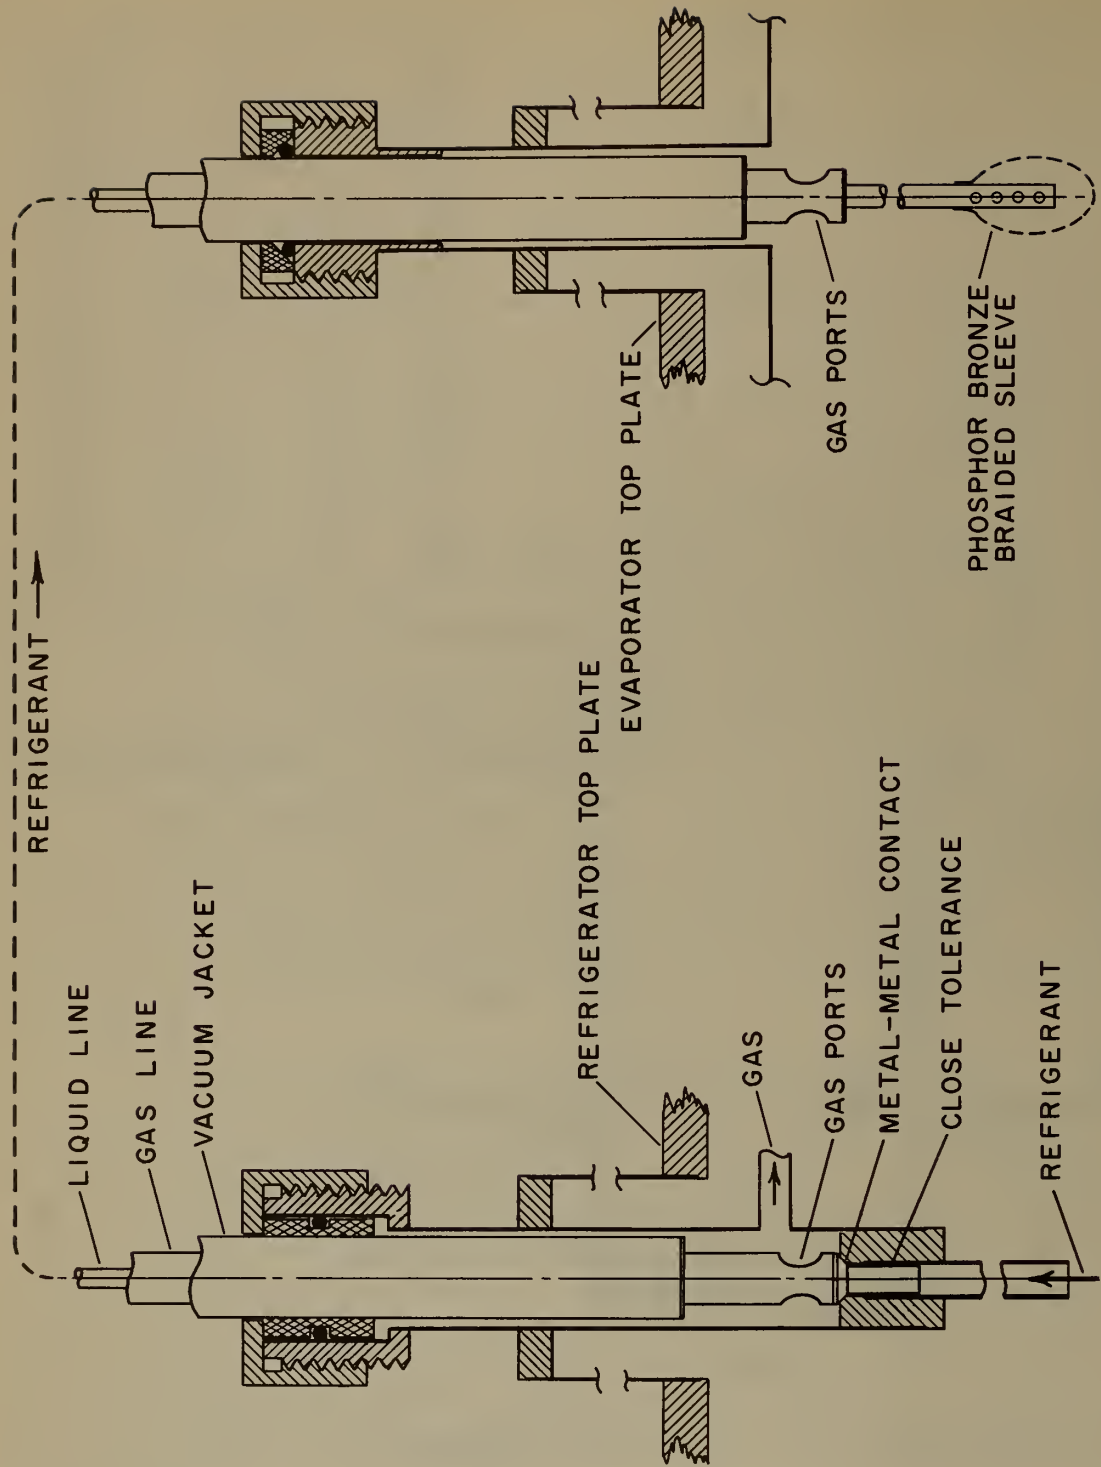 REFRIGERANT
LIQUID LINE
GAS LINE
VACUUM JACKET
REFRIGERATOR TOP PLATE
EVAPORATOR TOP PLATE
GAS
GAS PORTS
METAL-METAL CONTACT
CLOSE TOLERANCE
REFRIGERANT
GAS PORTS
PHOSPHOR BRONZE
BRAIDED SLEEVE